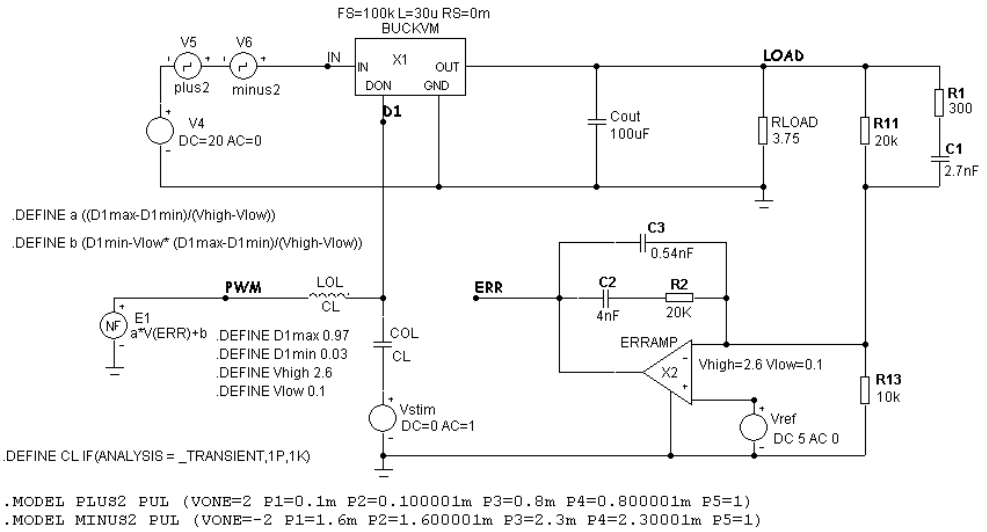 FS=100k L=30u RS=0m
BUCKVM
V5
V6
IN
IN
X1
OUT
LOAD
plus2
minus2
DON
GND
D1
R1
300
V4
DC=20 AC=0
Cout
100uF
RLOAD
3.75
R11
20k
C1
2.7nF
.DEFINE a ((D1max-D1min)/(Vhigh-Vlow))
.DEFINE b (D1min-Vlow* (D1max-D1min)/(Vhigh-Vlow))
C3
0.54nF
PWM
LOL
CL
ERR
C2
4nF
R2
20K
NF
E1
a*V(ERR)+b
.DEFINE D1max 0.97
.DEFINE D1min 0.03
.DEFINE Vhigh 2.6
.DEFINE Vlow 0.1
COL
CL
ERRAMP
X2
Vhigh=2.6 Vlow=0.1
R13
10k
Vstim
DC=0 AC=1
Vref
DC 5 AC 0
.DEFINE CL IF(ANALYSIS = _TRANSIENT,1P,1K)
.MODEL PLUS2 PUL (VONE=2 P1=0.1m P2=0.100001m P3=0.8m P4=0.800001m P5=1)
.MODEL MINUS2 PUL (VONE=-2 P1=1.6m P2=1.600001m P3=2.3m P4=2.30001m P5=1)